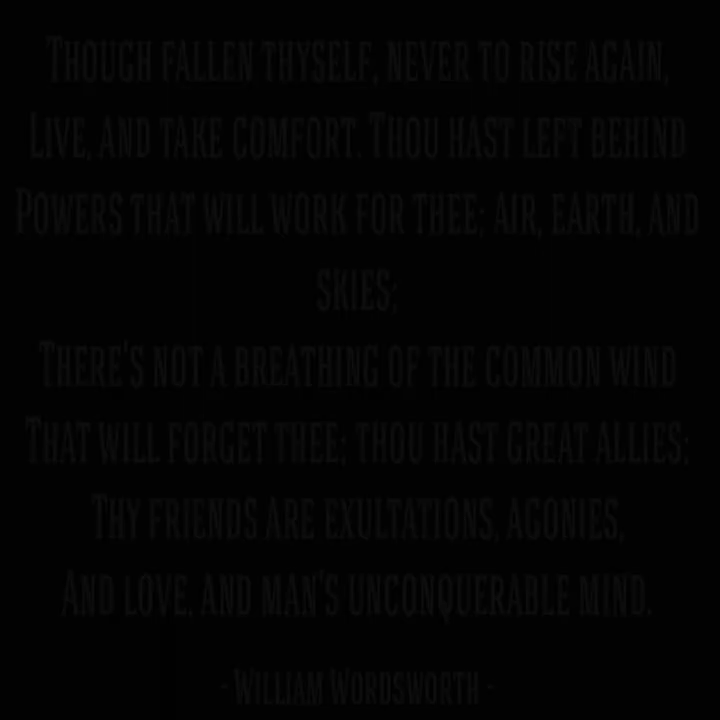 Though fallen thyself, never to rise again,
Live, and take comfort. Thou hast left behind
Powers that will work for thee; air, earth, and
skies;
There's not a breathing of the common wind
That will forget thee; thou hast great allies;
Thy friends are exultations, agonies,
And love, and man's unconquerable mind.
- William Wordsworth -